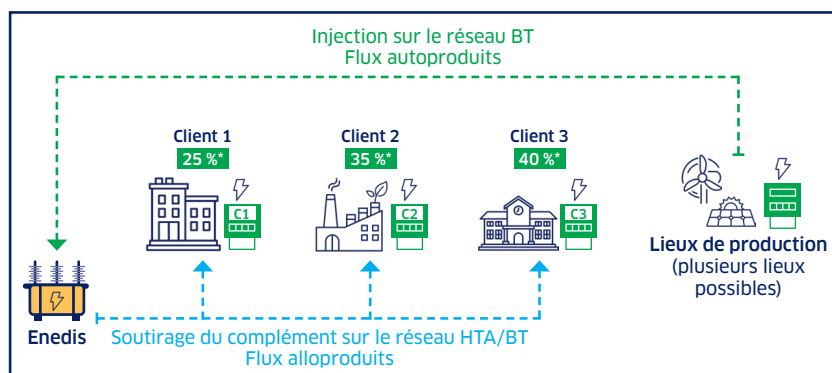 Injection sur le réseau BT
Flux autoproduits
Client 1
25 %*
Client 2
35 %*
Client 3
40 %*
C1
C2
C3
Lieux de production
(plusieurs lieux
possibles)
Enedis
Soutirage du complément sur le réseau HTA/BT
Flux alloproduits